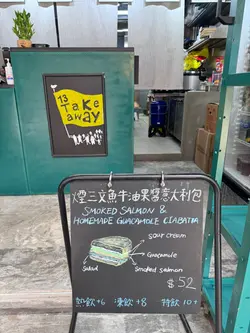 13
Take
away
煙三文魚牛油果醬意大利包
SMOKED SALMON &
HOMEMADE GUACAMOLE CIABATTA
SOUR CREAM
Guacamole
Salad
Smoked salmon
$ 52
熱飲+6 凍飲+8 特飲10+